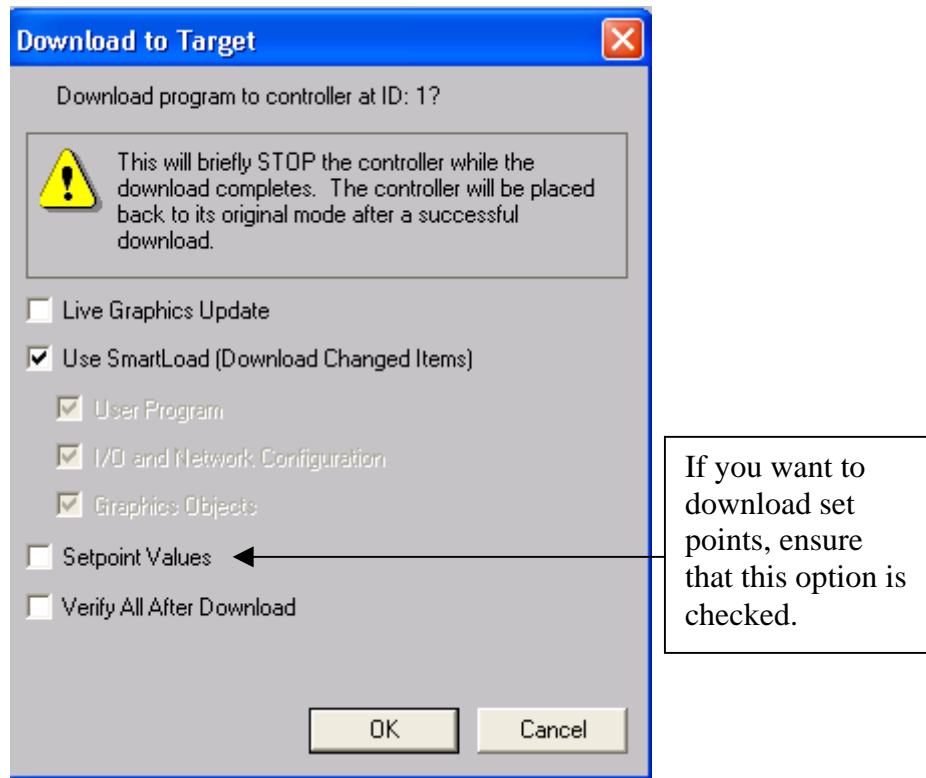 Download to Target
Download program to controller at ID: 1?
This will briefly STOP the controller while the
download completes. The controller will be placed
back to its original mode after a successful
download.
Live Graphics Update
Use SmartLoad (Download Changed Items)
User Program
I/O and Network Configuration
Graphics Objects
Setpoint Values
Verify All After Download
OK
Cancel
If you want to
download set
points, ensure
that this option is
checked.